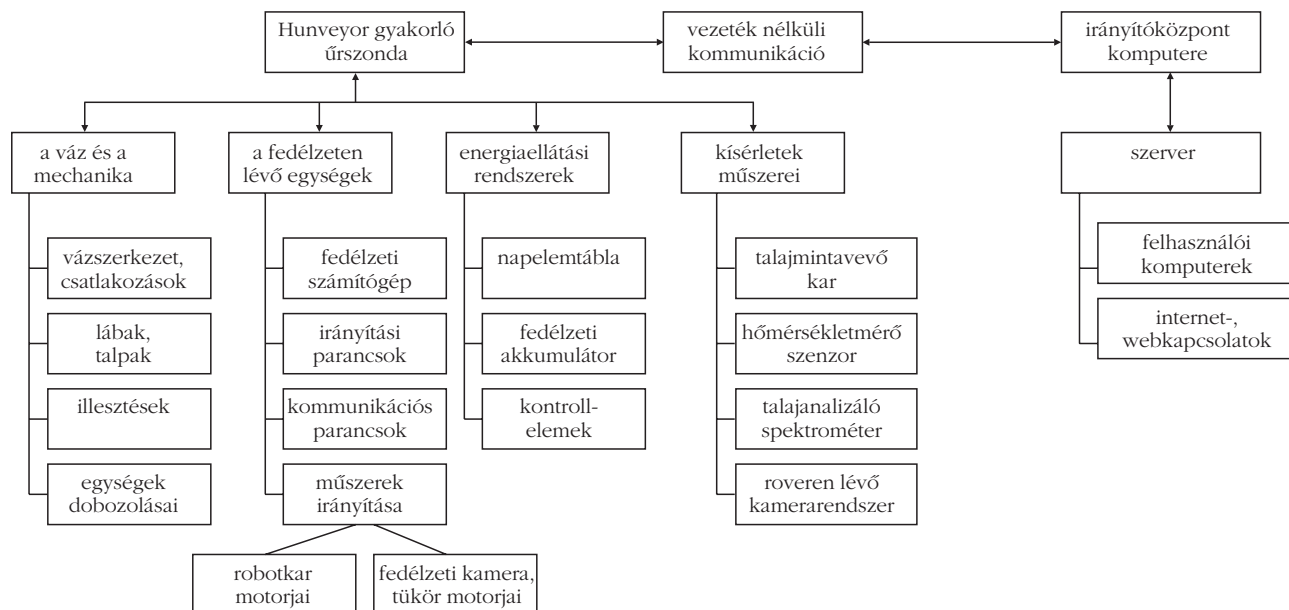 Hunveyor gyakorló
űrszonda
vezeték nélküli
kommunikáció
irányítóközpont
komputere
a váz és a
mechanika
a fedélzeten
lévő egységek
energiaellátási
rendszerek
kísérletek
műszerei
szerver
vázszerkezet,
csatlakozások
lábak,
talpak
illesztések
egységek
dobozolásai
fedélzeti
számítógép
irányítási
parancsok
kommunikációs
parancsok
műszerek
irányítása
robotkar
motorjai
fedélzeti kamera,
tükör motorjai
napelemtábla
fedélzeti
akkumulátor
kontroll-
elemek
talajmintavevő
kar
hőmérsékletmérő
szenzor
talajanalizáló
spektrométer
roveren lévő
kamerarendszer
felhasználói
komputerek
internet-,
webkapcsolatok